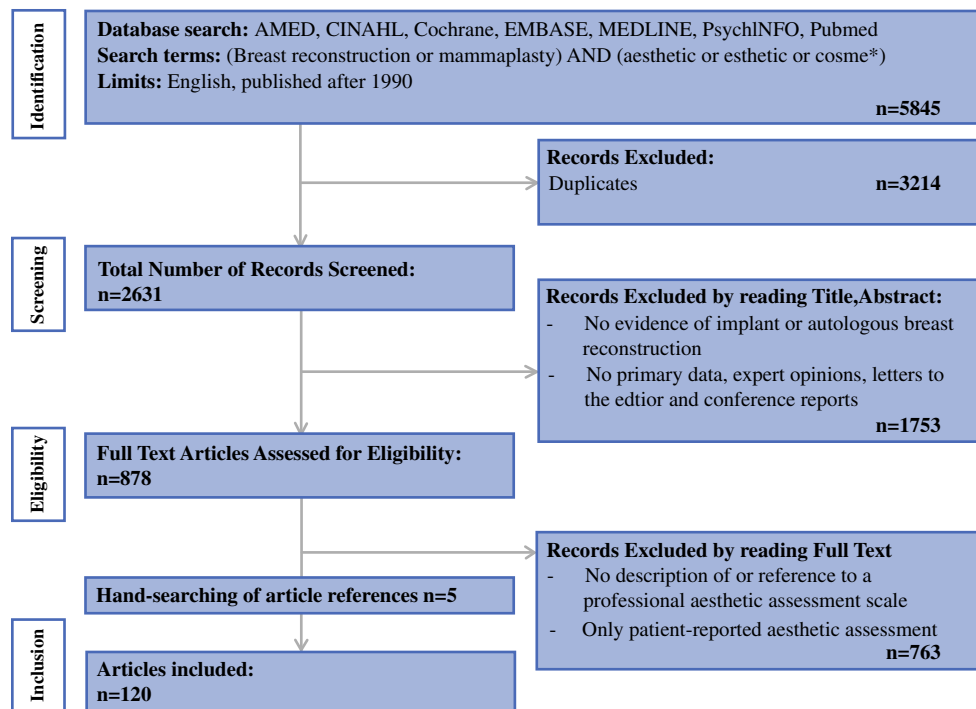 Identification
Database search: AMED, CINAHL, Cochrane, EMBASE, MEDLINE, PsychINFO, Pubmed
Search terms: (Breast reconstruction or mammaplasty) AND (aesthetic or esthetic or cosme*)
Limits: English, published after 1990
n=5845
Records Excluded:
Duplicates n=3214
Screening
Total Number of Records Screened:
n=2631
Records Excluded by reading Title,Abstract:
- No evidence of implant or autologous breast
reconstruction
- No primary data, expert opinions, letters to
the edtior and conference reports
n=1753
Eligibility
Full Text Articles Assessed for Eligibility:
n=878
Records Excluded by reading Full Text
- No description of or reference to a
professional aesthetic assessment scale
- Only patient-reported aesthetic assessment
n=763
Hand-searching of article references n=5
Inclusion
Articles included:
n=120